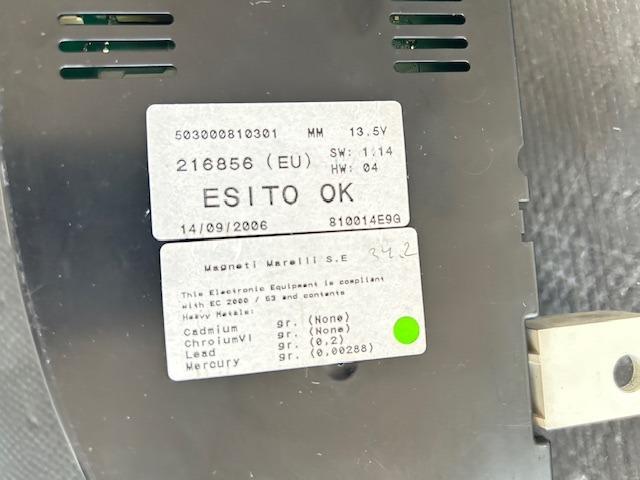 503000810301 MM 13.5V
216856 (EU) SW: 1.14
HW: 04
ESITO OK
14/09/2006 810014E9G
Magneti Marelli S.E 34.2
This Electronic Equipment is compliant
with EC 2000 / 53 and contents
Heavy Metals:
Cadmium gr. (None)
ChroiumVI gr. (None)
Lead gr. (0,2)
Mercury gr. (0,00288)